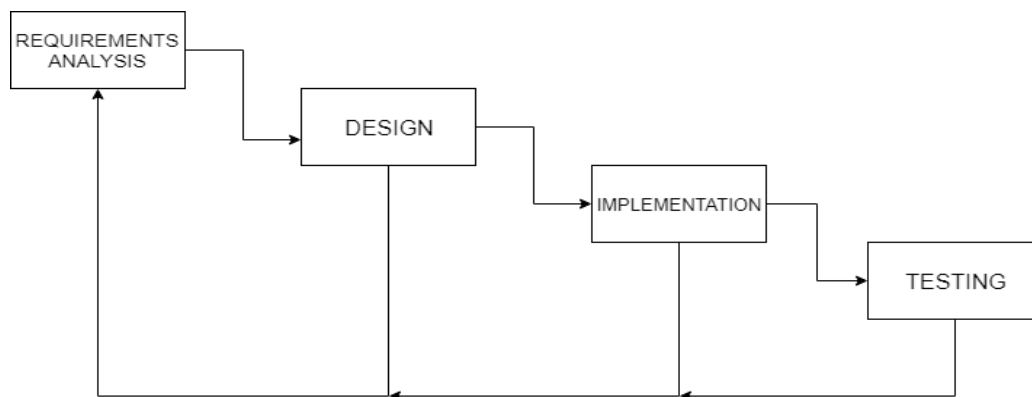 REQUIREMENTS
ANALYSIS
DESIGN
IMPLEMENTATION
TESTING